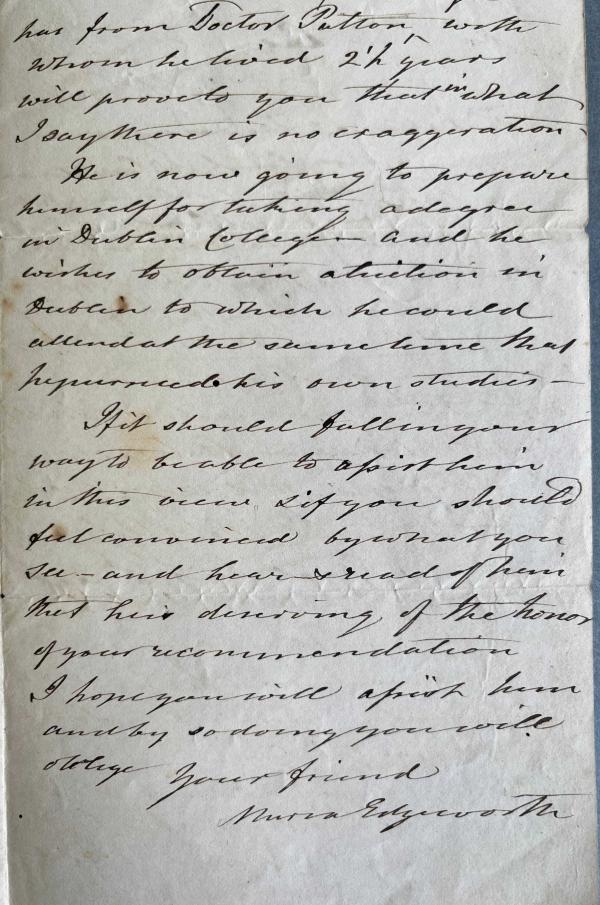 has from Doctor Patton, with
whom he lived 2½ years
will prove to you that in what
I say there is no exaggeration -
He is now going to prepare
himself for taking a degree
in Dublin College — and he
wishes to obtain a tuition in
Dublin to which he could
attend at the same time that
he pursued his own studies —
If it should fall in your
way to be able to assist him
in this view & if you should
feel convinced by what you
see — and hear & read of him
that he is deserving of the honor
of your recommendation
I hope you will assist him
and by so doing you will
oblige your friend
Maria Edgeworth